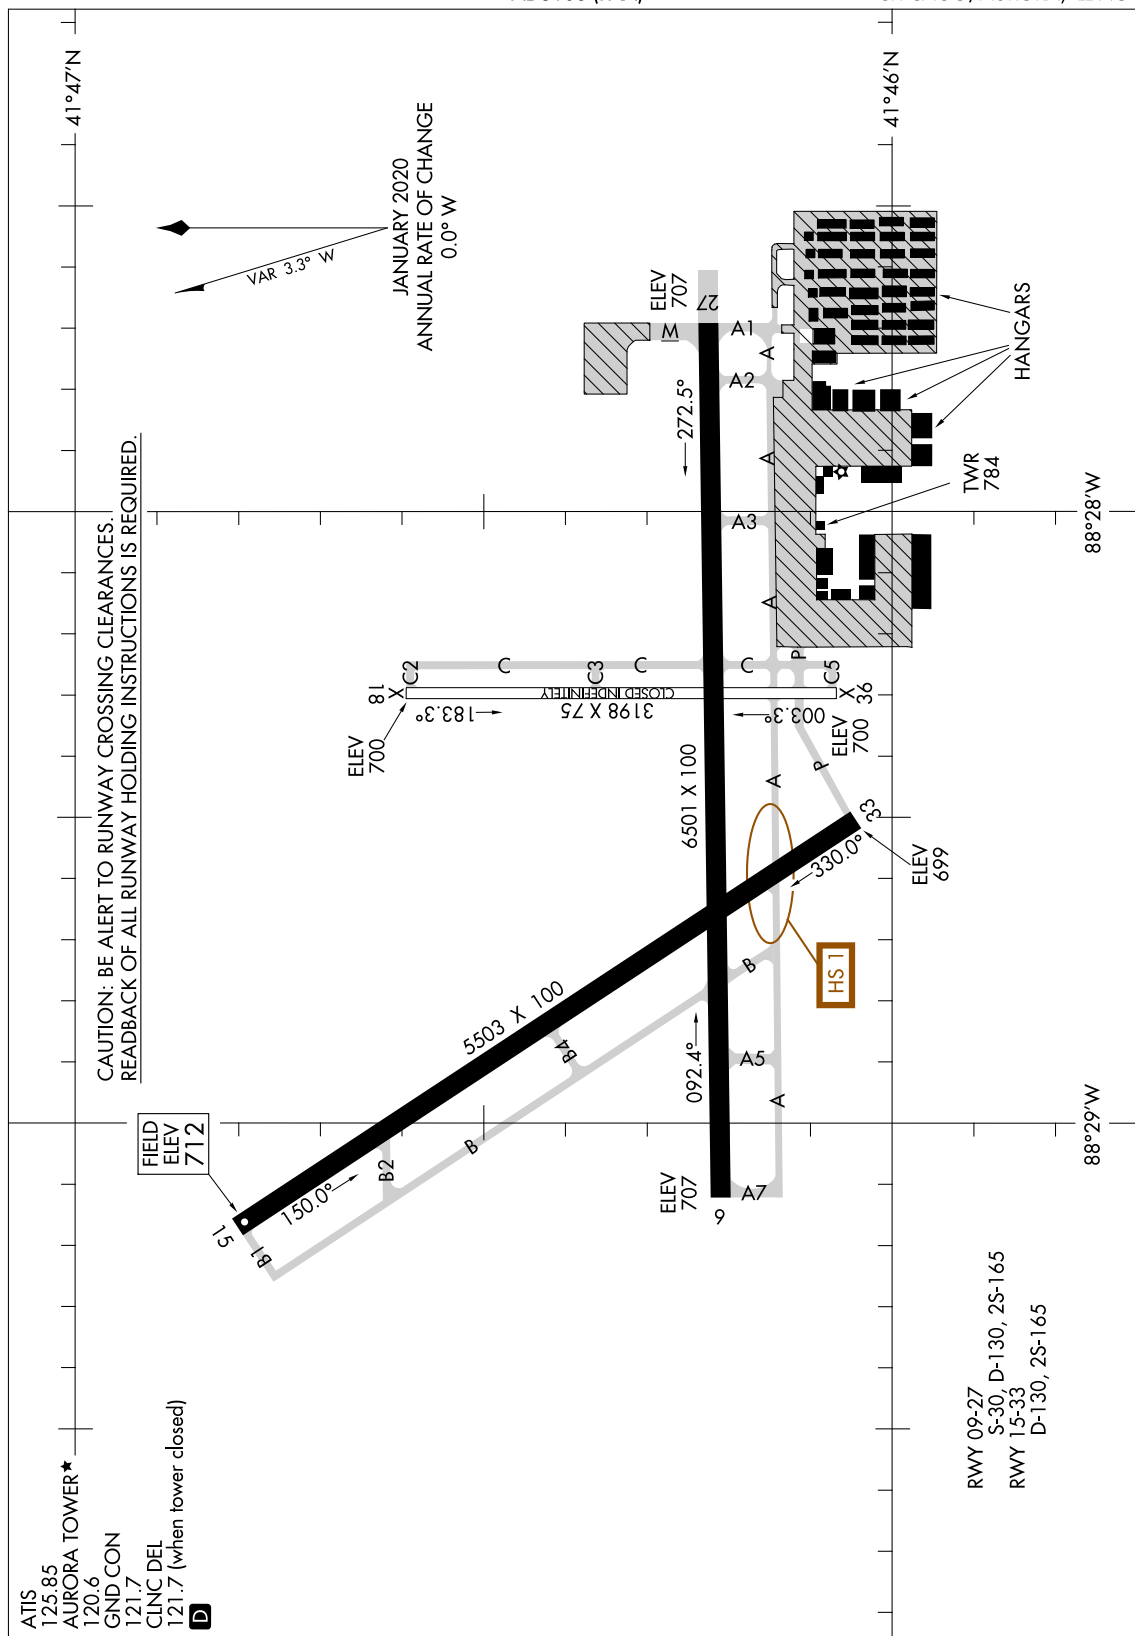 ATIS
125.85
AURORA TOWER★
120.6
GND CON
121.7
CLNC DEL
121.7 (when tower closed)
D
CAUTION: BE ALERT TO RUNWAY CROSSING CLEARANCES.
READBACK OF ALL RUNWAY HOLDING INSTRUCTIONS IS REQUIRED.
41°47'N
VAR 3.3° W
JANUARY 2020
ANNUAL RATE OF CHANGE
0.0° W
FIELD
ELEV
712
15
B1
150.0°
B2
B
5503 X 100
B4
ELEV
700
18
X
C2
183.3°
C
C3
C
3198 X 75
CLOSED INDEFINITELY
C
C5
003.3°
X
36
ELEV
700
ELEV
707
9
A7
092.4°
A5
A
B
6501 X 100
HS 1
330.0°
33
ELEV
699
A
P
P
A
A3
A
272.5°
A2
A
A1
M
27
ELEV
707
TWR
784
HANGARS
41°46'N
88°29'W
88°28'W
RWY 09-27
S-30, D-130, 2S-165
RWY 15-33
D-130, 2S-165